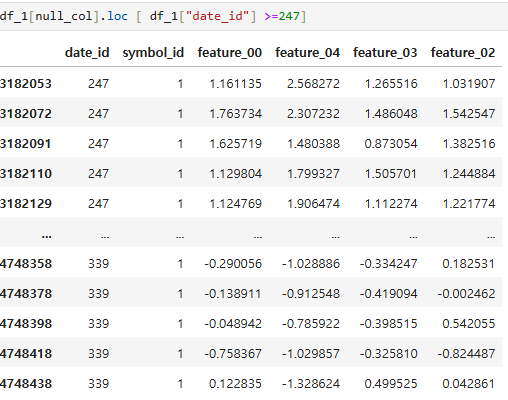 df_1[null_col].loc [ df_1["date_id"] >=247]
date_id symbol_id feature_00 feature_04 feature_03 feature_02
3182053 247 1 1.161135 2.568272 1.265516 1.031907
3182072 247 1 1.763734 2.307232 1.486048 1.542547
3182091 247 1 1.625719 1.480388 0.873054 1.382516
3182110 247 1 1.129804 1.799327 1.505701 1.244884
3182129 247 1 1.124769 1.906474 1.112274 1.221774
... ... ... ... ... ... ...
4748358 339 1 -0.290056 -1.028886 -0.334247 0.182531
4748378 339 1 -0.138911 -0.912548 -0.419094 -0.002462
4748398 339 1 -0.048942 -0.785922 -0.398515 0.542055
4748418 339 1 -0.758367 -1.029857 -0.325810 -0.824487
4748438 339 1 0.122835 -1.328624 0.499525 0.042861